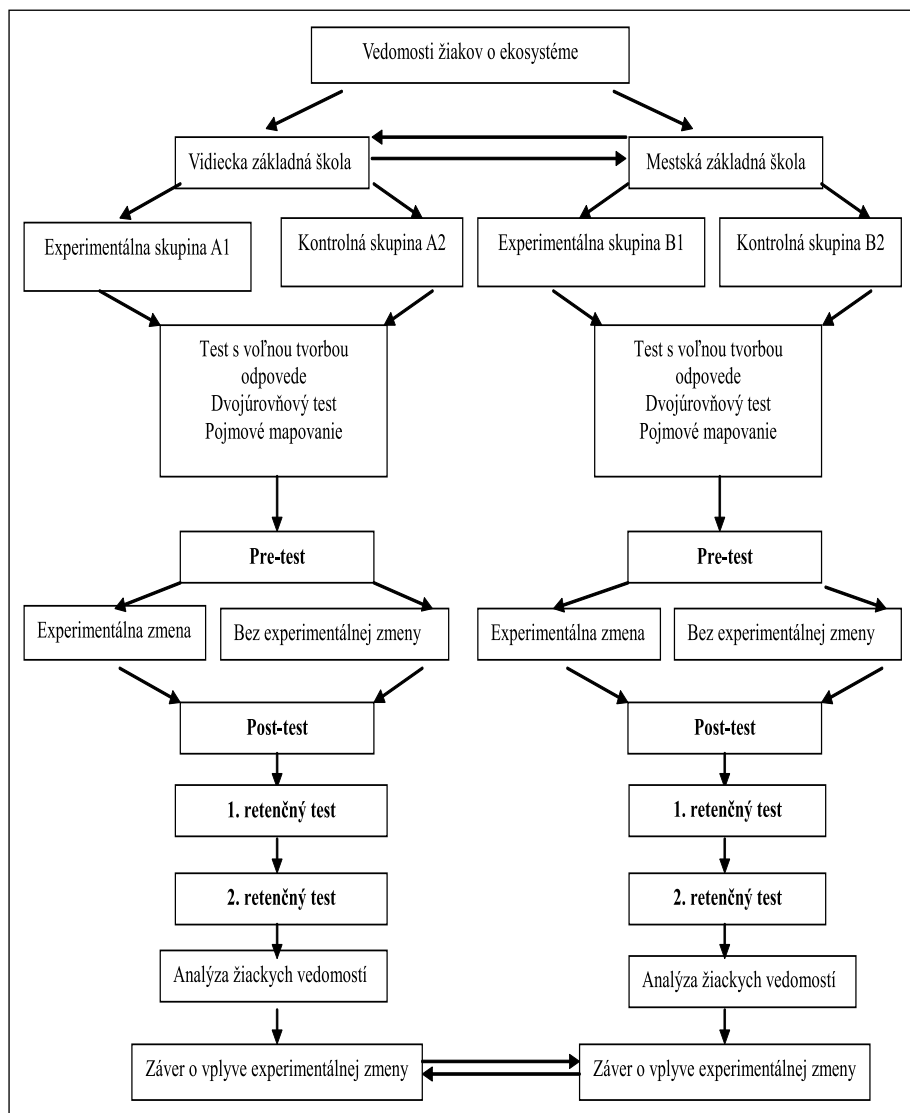 Vedomosti žiakov o ekosystéme
Vidiecka základná škola
Mestská základná škola
Experimentálna skupina A1
Kontrolná skupina A2
Experimentálna skupina B1
Kontrolná skupina B2
Test s voľnou tvorbou
odpovede
Dvojúrovňový test
Pojmové mapovanie
Test s voľnou tvorbou
odpovede
Dvojúrovňový test
Pojmové mapovanie
Pre-test
Pre-test
Experimentálna zmena
Bez experimentálnej zmeny
Experimentálna zmena
Bez experimentálnej zmeny
Post-test
Post-test
1. retenčný test
1. retenčný test
2. retenčný test
2. retenčný test
Analýza žiackych vedomostí
Analýza žiackych vedomostí
Záver o vplyve experimentálnej zmeny
Záver o vplyve experimentálnej zmeny